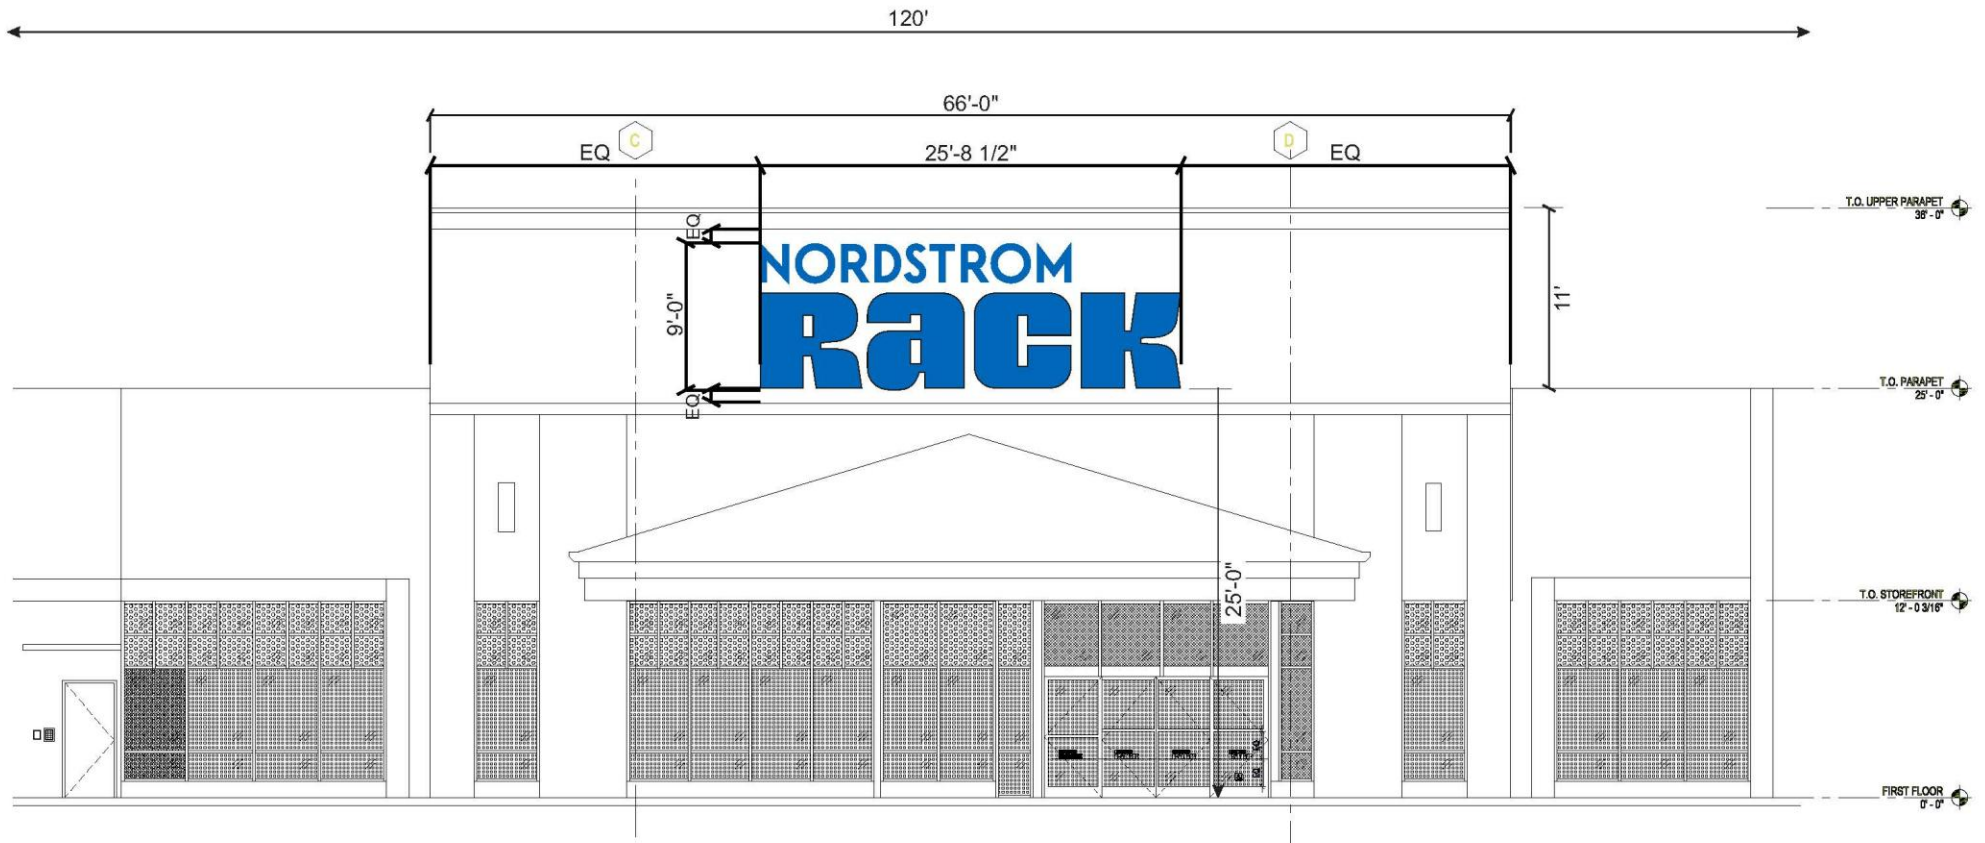 120'
66'-0"
EQ
C
25'-8 1/2"
D
EQ
T.O. UPPER PARAPET
36' - 0"
EQ
NORDSTROM
RACK
9'-0"
11'
EQ
T.O. PARAPET
25' - 0"
25'-0"
T.O. STOREFRONT
12' - 0 3/16"
FIRST FLOOR
0' - 0"